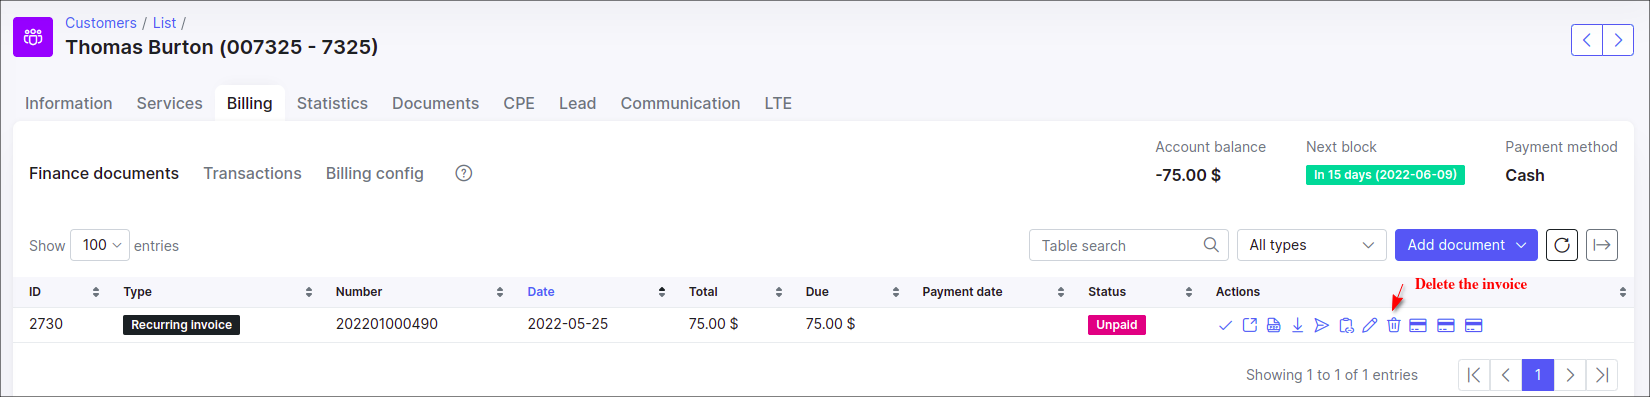 Customers / List /
Thomas Burton (007325 - 7325)
Information Services Billing Statistics Documents CPE Lead Communication LTE
Account balance Next block Payment method
Finance documents Transactions Billing config ?
-75.00 $ In 15 days (2022-06-09) Cash
Show 100 entries Table search All types Add document
Delete the invoice
ID Type Number Date Total Due Payment date Status Actions
2730 Recurring invoice 202201000490 2022-05-25 75.00 $ 75.00 $ Unpaid
Showing 1 to 1 of 1 entries 1